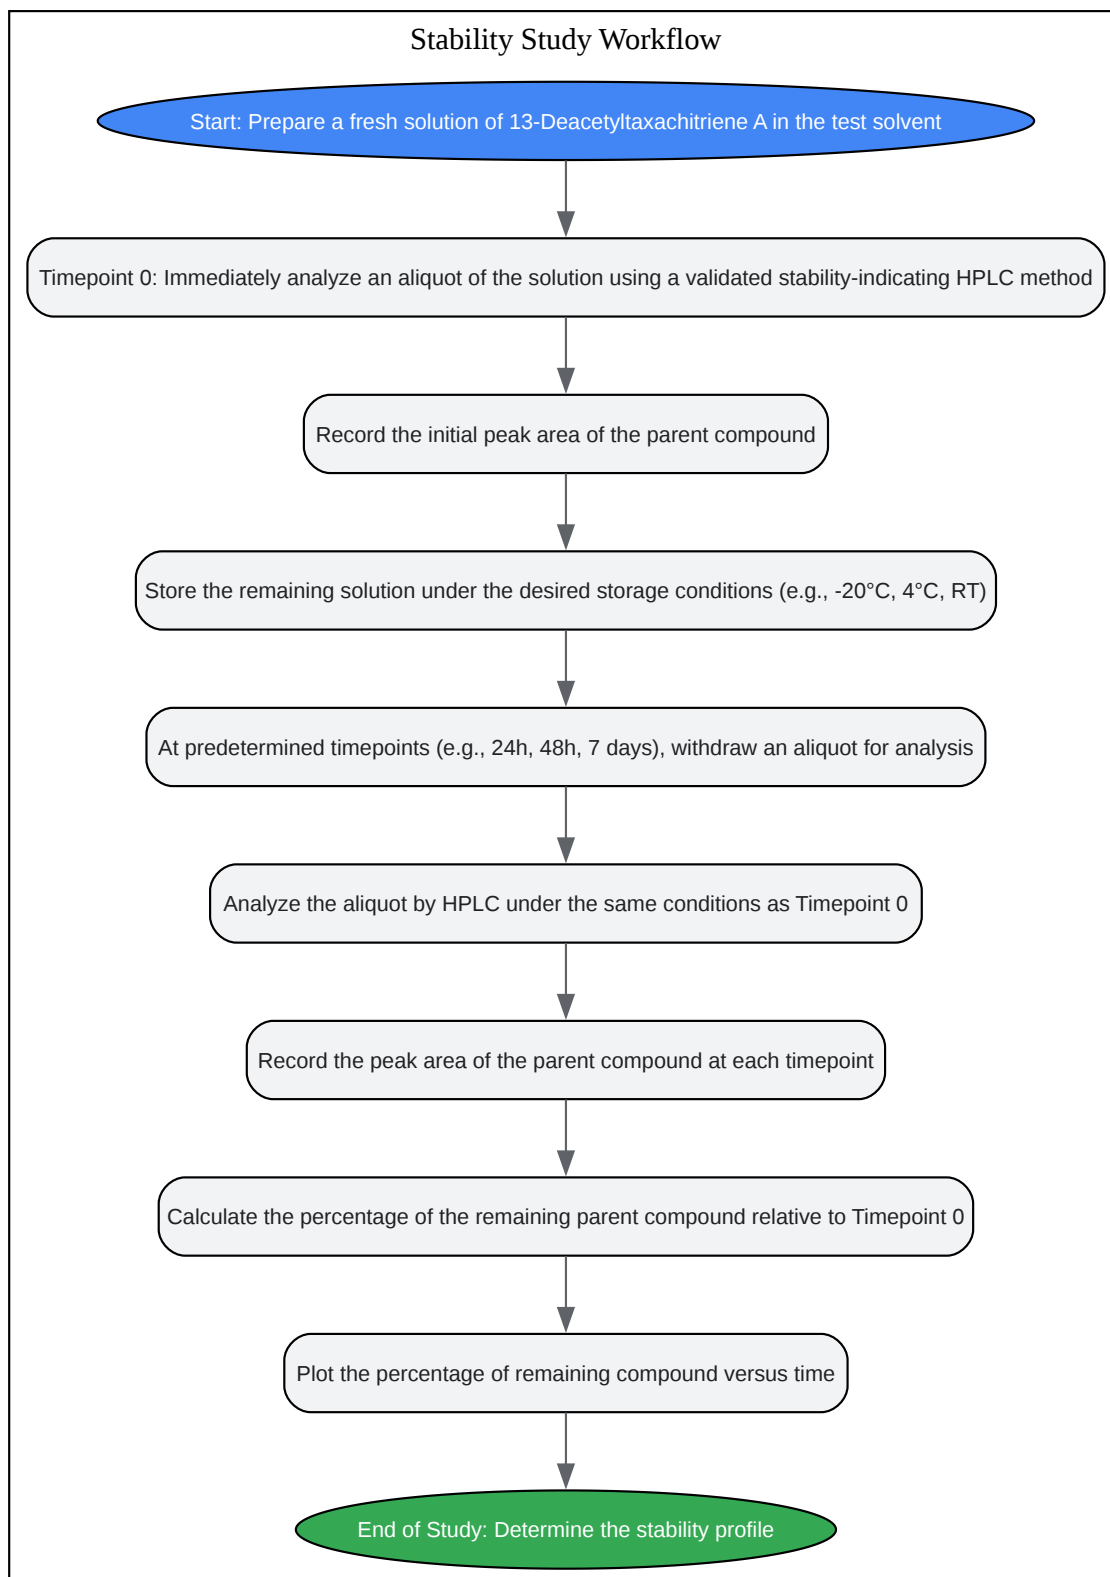 Stability Study Workflow
Start: Prepare a fresh solution of 13-Deacetyltaxachitriene A in the test solvent
Timepoint 0: Immediately analyze an aliquot of the solution using a validated stability-indicating HPLC method
Record the initial peak area of the parent compound
Store the remaining solution under the desired storage conditions (e.g., -20°C, 4°C, RT)
At predetermined timepoints (e.g., 24h, 48h, 7 days), withdraw an aliquot for analysis
Analyze the aliquot by HPLC under the same conditions as Timepoint 0
Record the peak area of the parent compound at each timepoint
Calculate the percentage of the remaining parent compound relative to Timepoint 0
Plot the percentage of remaining compound versus time
End of Study: Determine the stability profile